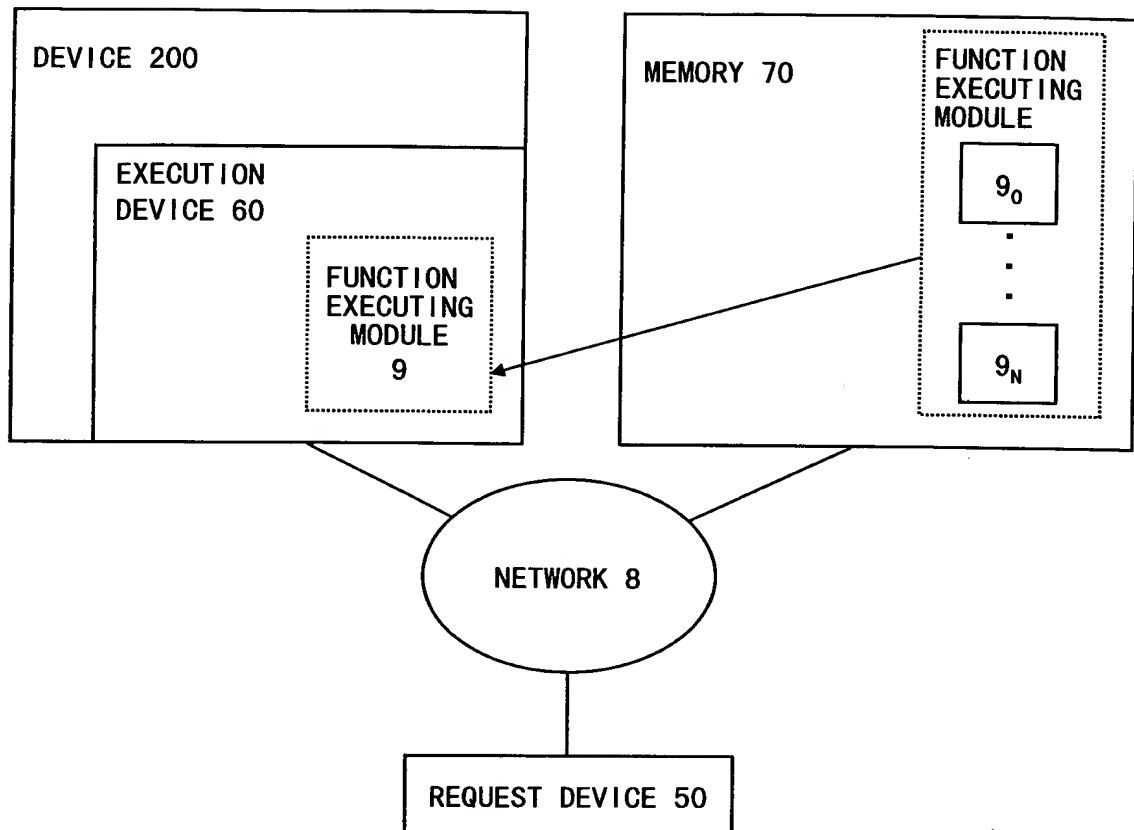 DEVICE 200
EXECUTION
DEVICE 60
FUNCTION
EXECUTING
MODULE
9
MEMORY 70
FUNCTION
EXECUTING
MODULE
9₀
9ₙ
NETWORK 8
REQUEST DEVICE 50